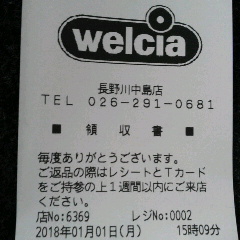 welcia
長野川中島店
TEL 026-291-0681
■ 領収書 ■
毎度ありがとうございます。
ご返品の際はレシートとTカード
をご持参の上1週間以内にご来店
ください。
店No:6369 レジNo:0002
2018年01月01日(月) 15時09分